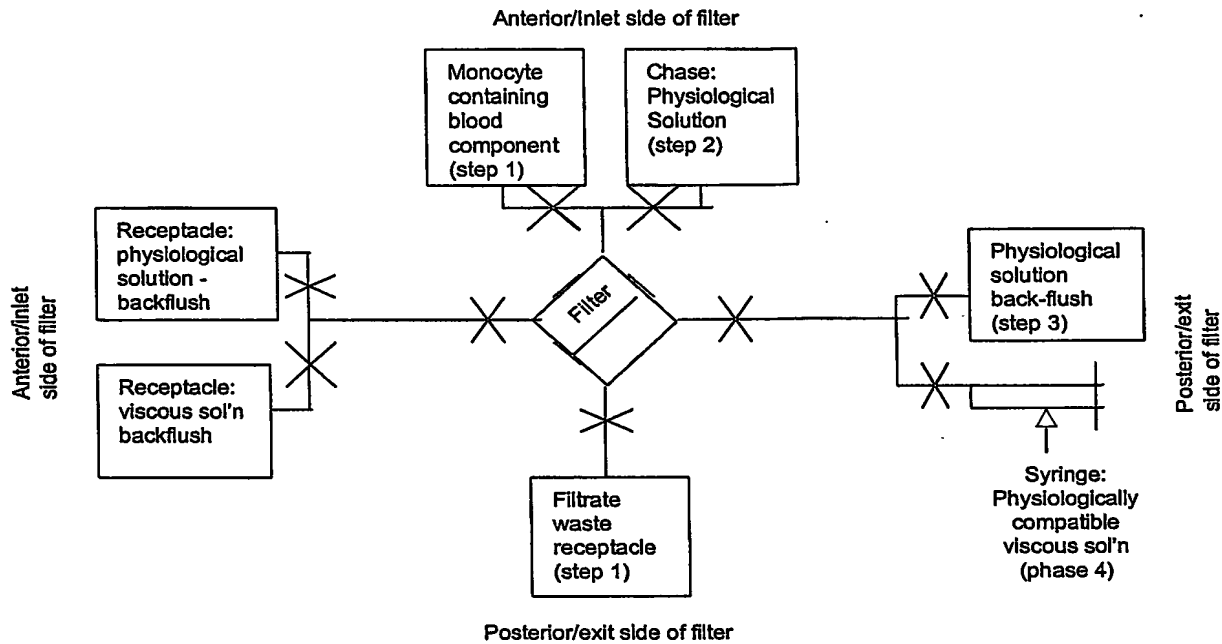 Anterior/Inlet side of filter
Monocyte
containing
blood
component
(step 1)
Chase:
Physiological
Solution
(step 2)
Receptacle:
physiological
solution -
backflush
Anterior/inlet
side of filter
Filter
Physiological
solution
back-flush
(step 3)
Posterior/exit
side of filter
Receptacle:
viscous sol'n
backflush
Filtrate
waste
receptacle
(step 1)
Syringe:
Physiologically
compatible
viscous sol'n
(phase 4)
Posterior/exit side of filter